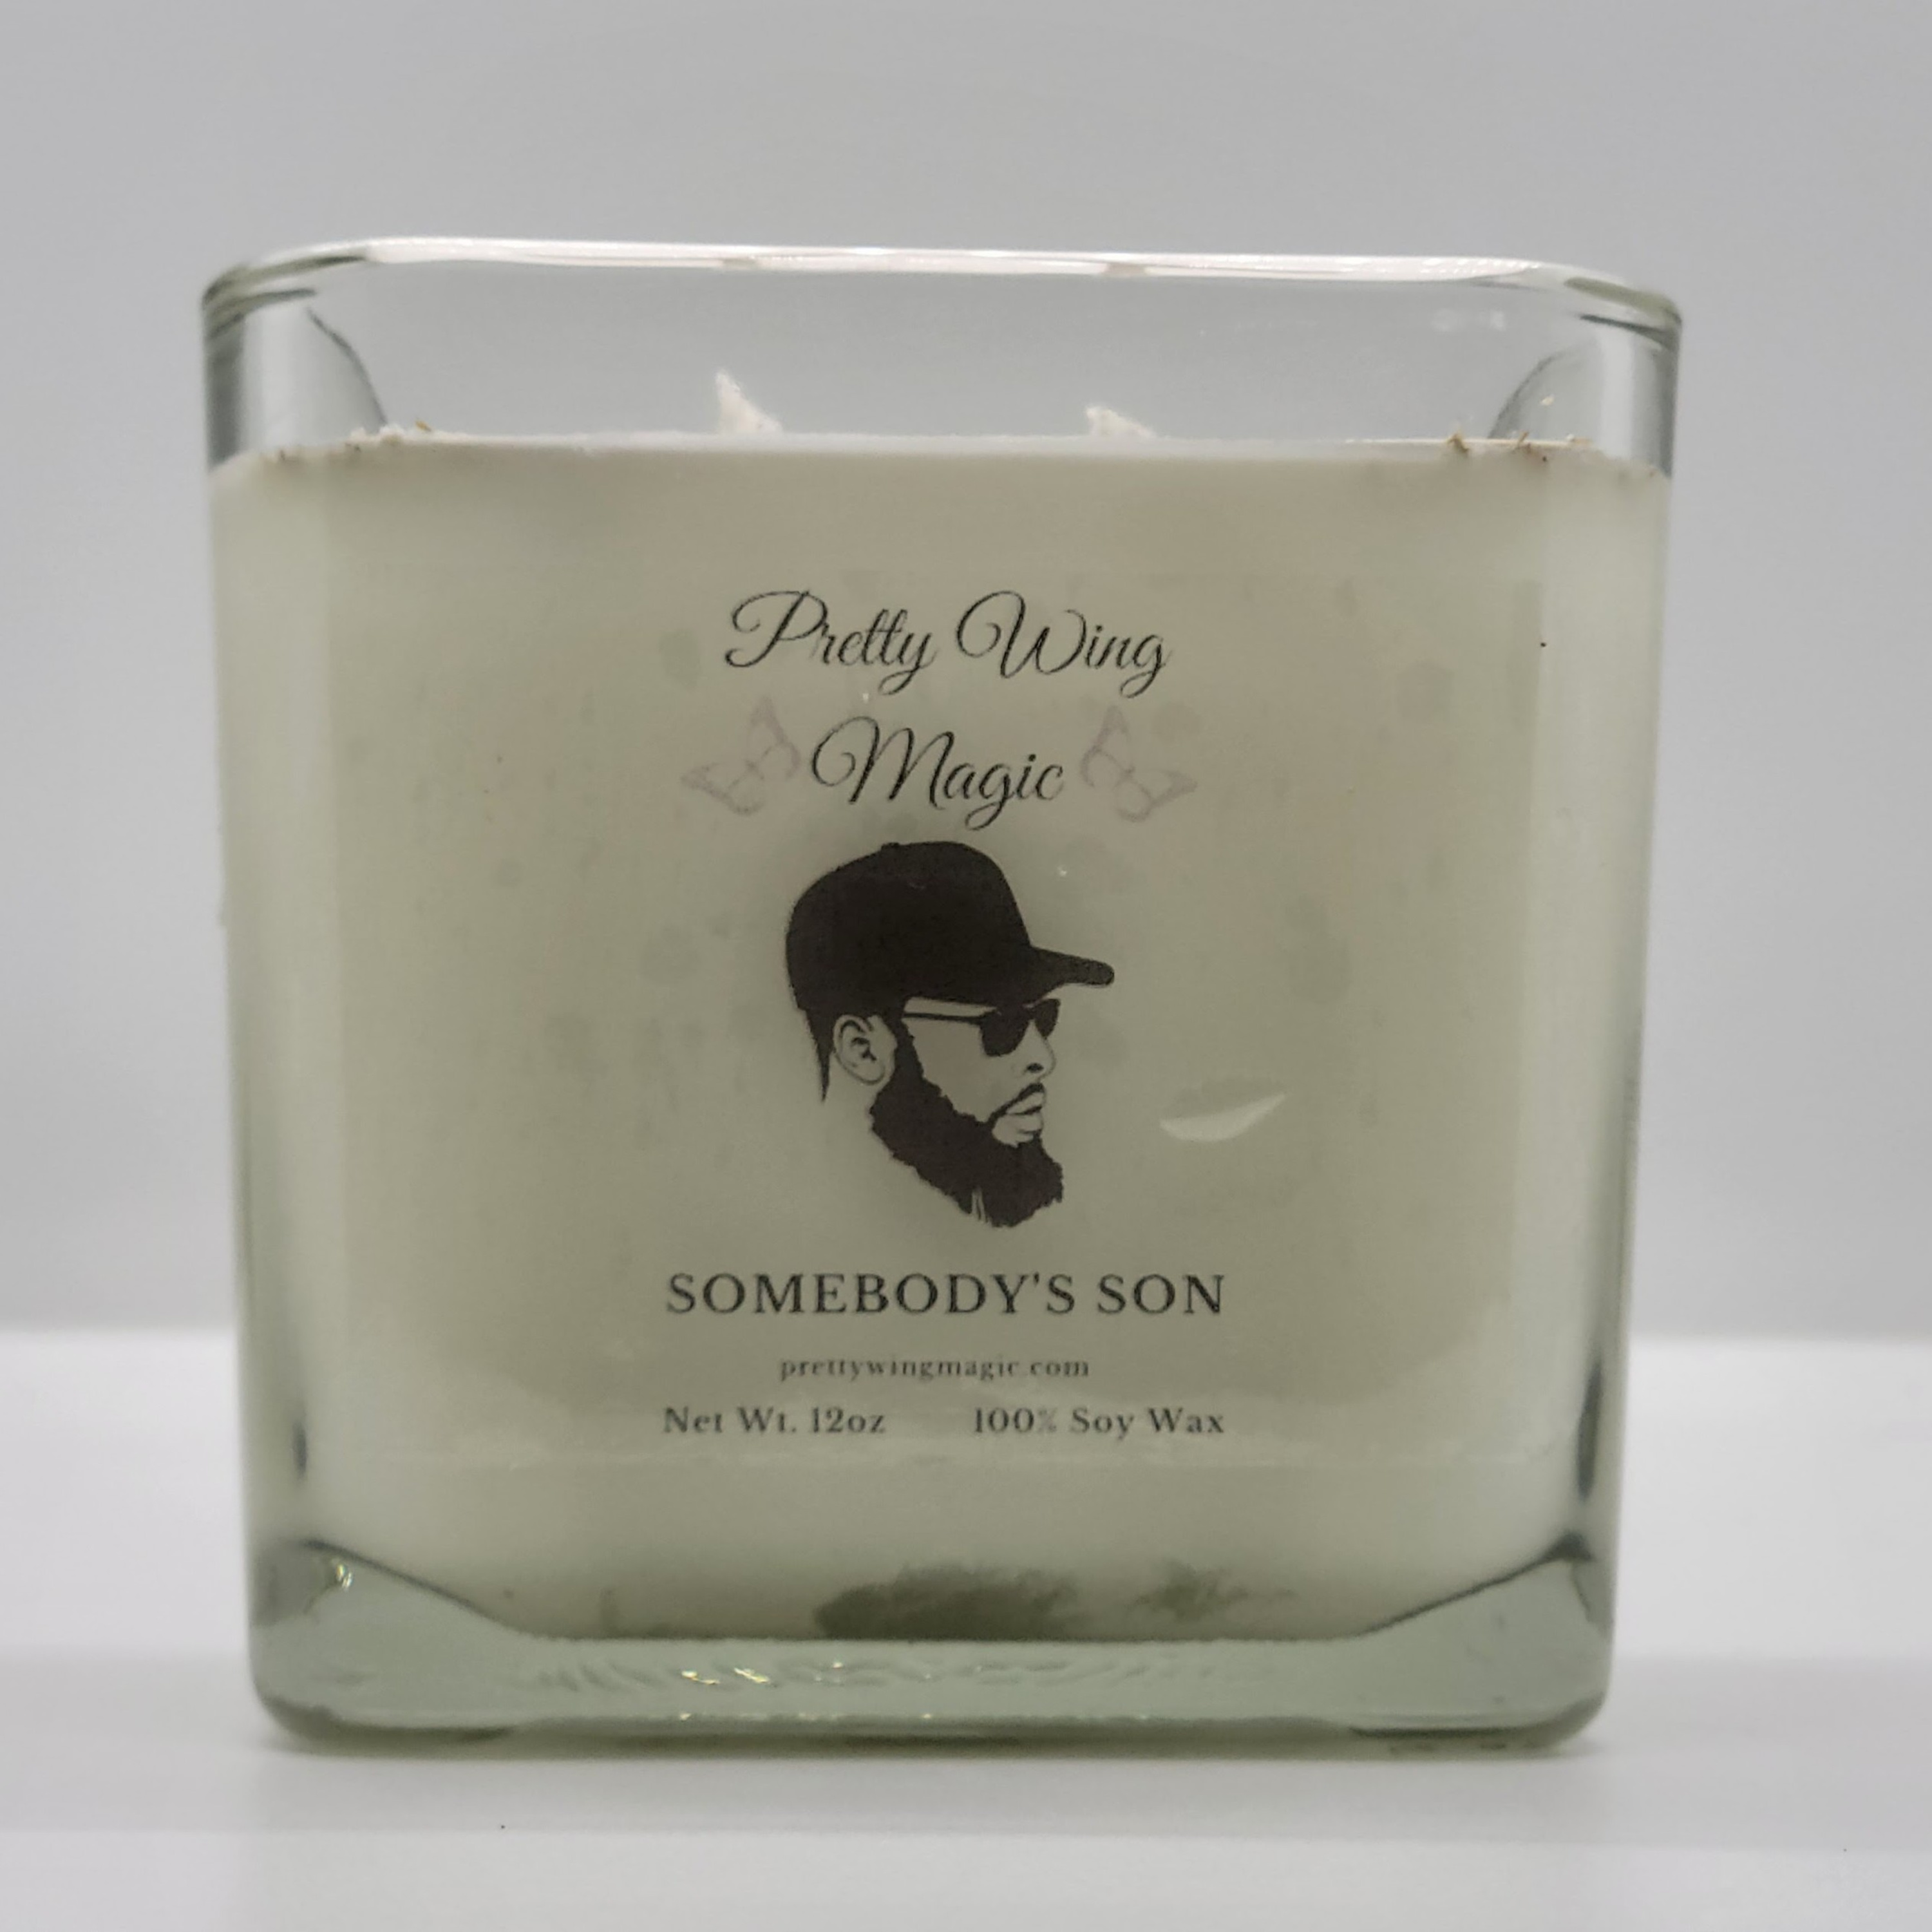 Pretty Wing
Magic
SOMEBODY'S SON
prettywingmagic.com
Net Wt. 12oz 100% Soy Wax